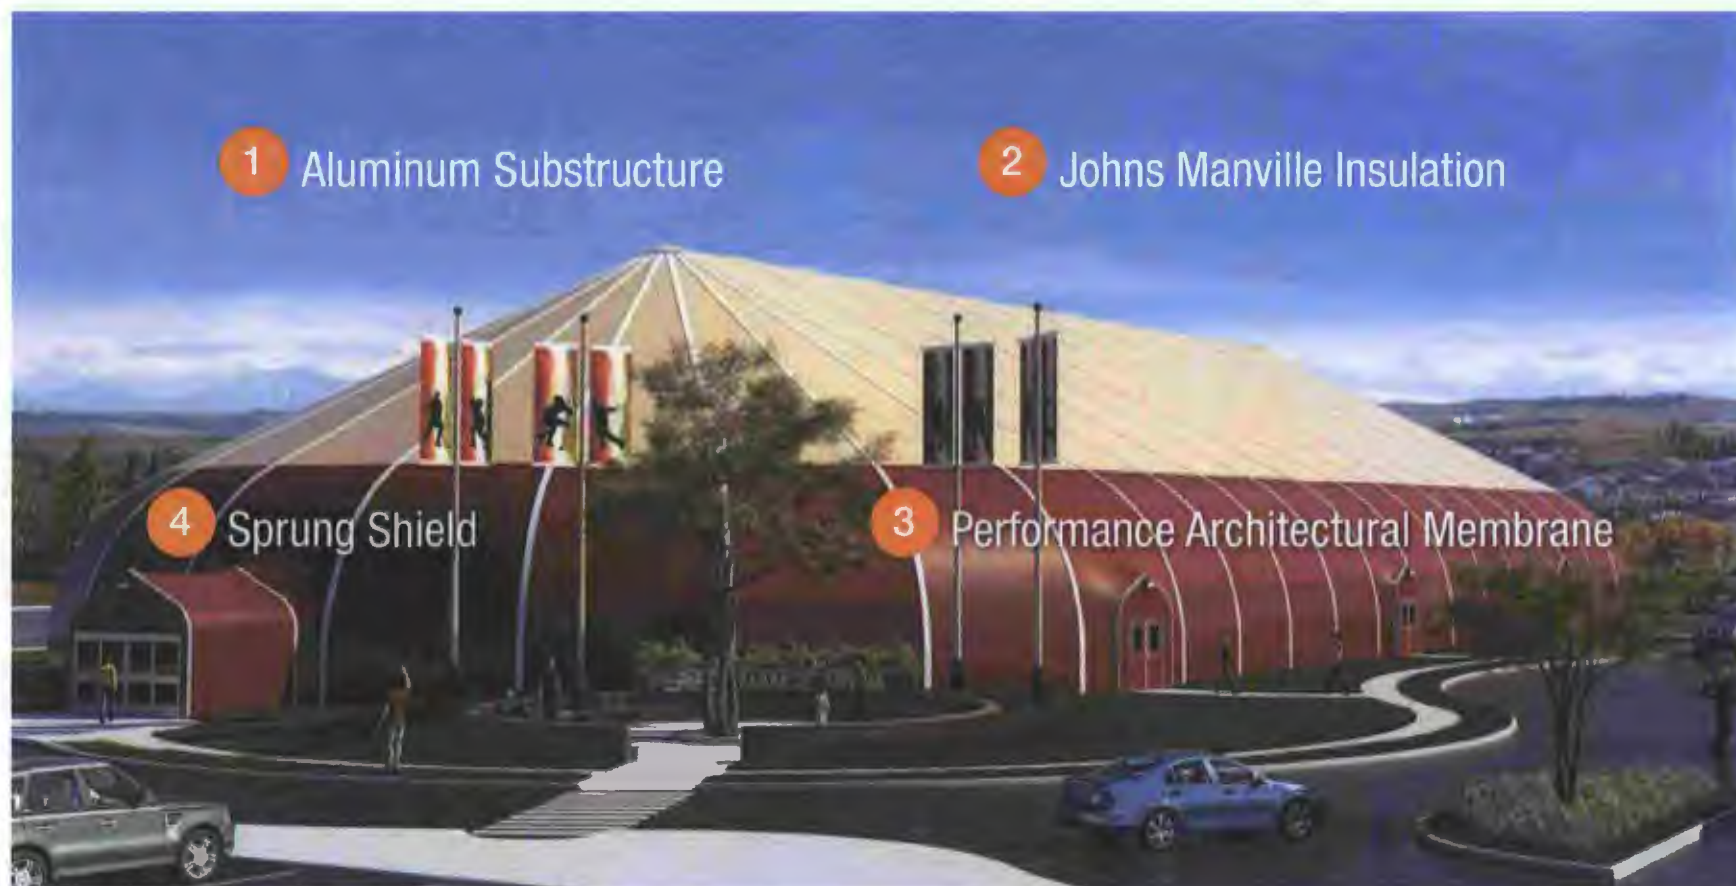 1 Aluminum Substructure
2 Johns Manville Insulation
4 Sprung Shield
3 Performance Architectural Membrane